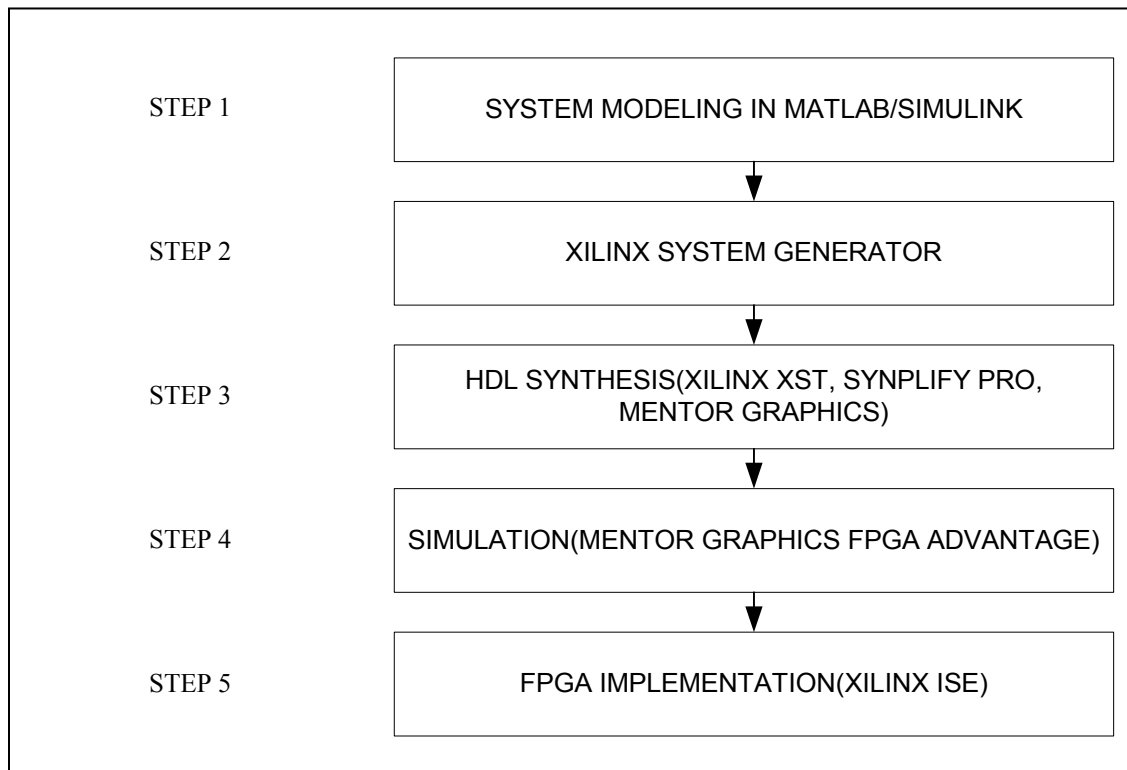 STEP 1
SYSTEM MODELING IN MATLAB/SIMULINK
STEP 2
XILINX SYSTEM GENERATOR
STEP 3
HDL SYNTHESIS(XILINX XST, SYNPLIFY PRO,
MENTOR GRAPHICS)
STEP 4
SIMULATION(MENTOR GRAPHICS FPGA ADVANTAGE)
STEP 5
FPGA IMPLEMENTATION(XILINX ISE)